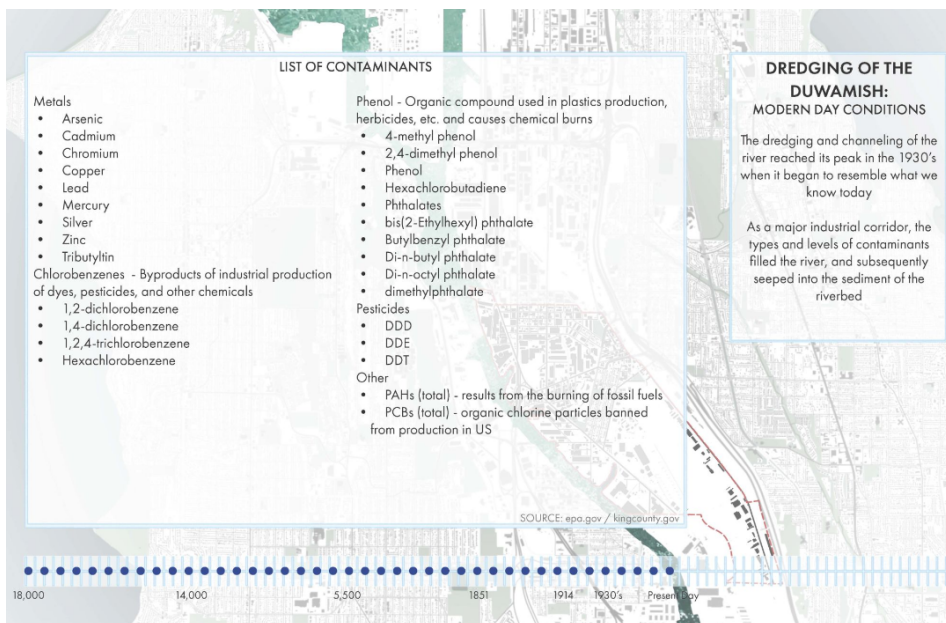 LIST OF CONTAMINANTS
Metals
• Arsenic
• Cadmium
• Chromium
• Copper
• Lead
• Mercury
• Silver
• Zinc
• Tributyltin
Chlorobenzenes - Byproducts of industrial production
of dyes, pesticides, and other chemicals
• 1,2-dichlorobenzene
• 1,4-dichlorobenzene
• 1,2,4-trichlorobenzene
• Hexachlorobenzene
Phenol - Organic compound used in plastics production,
herbicides, etc. and causes chemical burns
• 4-methyl phenol
• 2,4-dimethyl phenol
• Phenol
• Hexachlorobutadiene
• Phthalates
• bis(2-Ethylhexyl) phthalate
• Butylbenzyl phthalate
• Di-n-butyl phthalate
• Di-n-octyl phthalate
• dimethylphthalate
Pesticides
• DDD
• DDE
• DDT
Other
• PAHs (total) - results from the burning of fossil fuels
• PCBs (total) - organic chlorine particles banned
from production in US
SOURCE: epa.gov / kingcounty.gov
DREDGING OF THE
DUWAMISH:
MODERN DAY CONDITIONS
The dredging and channeling of the
river reached its peak in the 1930's
when it began to resemble what we
know today
As a major industrial corridor, the
types and levels of contaminants
filled the river, and subsequently
seeped into the sediment of the
riverbed
18,000 14,000 5,500 1851 1914 1930's Present Day